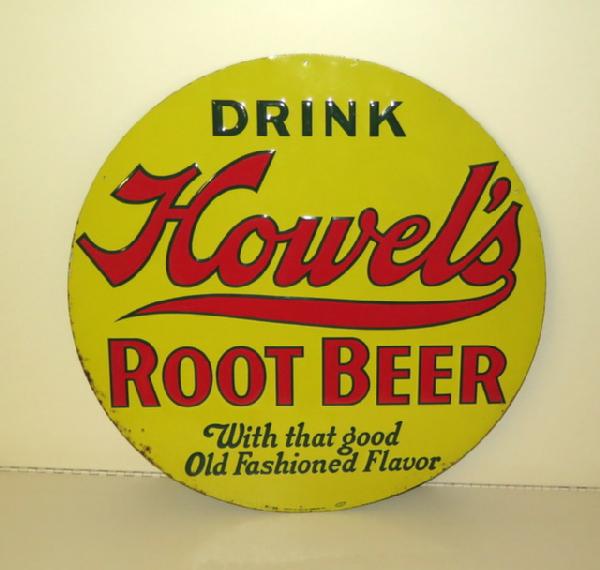 DRINK
Howel's
ROOT BEER
With that good
Old Fashioned Flavor